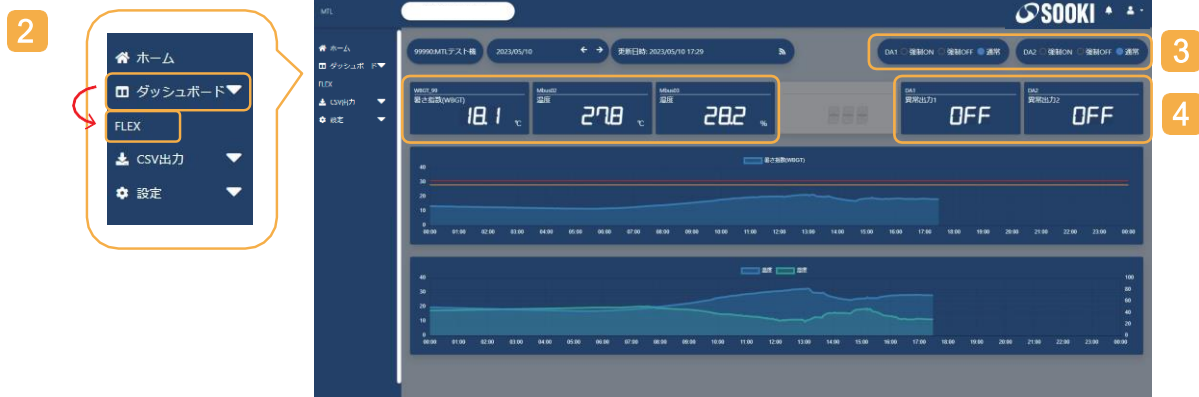 2
ホーム
ダッシュボード
FLEX
CSV出力
設定
MTL
SOOKI
ホーム
ダッシュボード
FLEX
CSV出力
設定
99990:MTLテスト機
2023/05/10
更新日時: 2023/05/10 17:29
DA1 強制ON 強制OFF 通常
DA2 強制ON 強制OFF 通常
3
WBGT_99
暑さ指数(WBGT)
18.1 ℃
Mbus02
温度
27.8 ℃
Mbus03
湿度
28.2 %
DA1
異常出力1
OFF
DA2
異常出力2
OFF
4
暑さ指数(WBGT)
40
30
20
10
0
00:00 01:00 02:00 03:00 04:00 05:00 06:00 07:00 08:00 09:00 10:00 11:00 12:00 13:00 14:00 15:00 16:00 17:00 18:00 19:00 20:00 21:00 22:00 23:00 00:00
温度 湿度
40
30
20
10
0
100
80
60
40
20
0
00:00 01:00 02:00 03:00 04:00 05:00 06:00 07:00 08:00 09:00 10:00 11:00 12:00 13:00 14:00 15:00 16:00 17:00 18:00 19:00 20:00 21:00 22:00 23:00 00:00